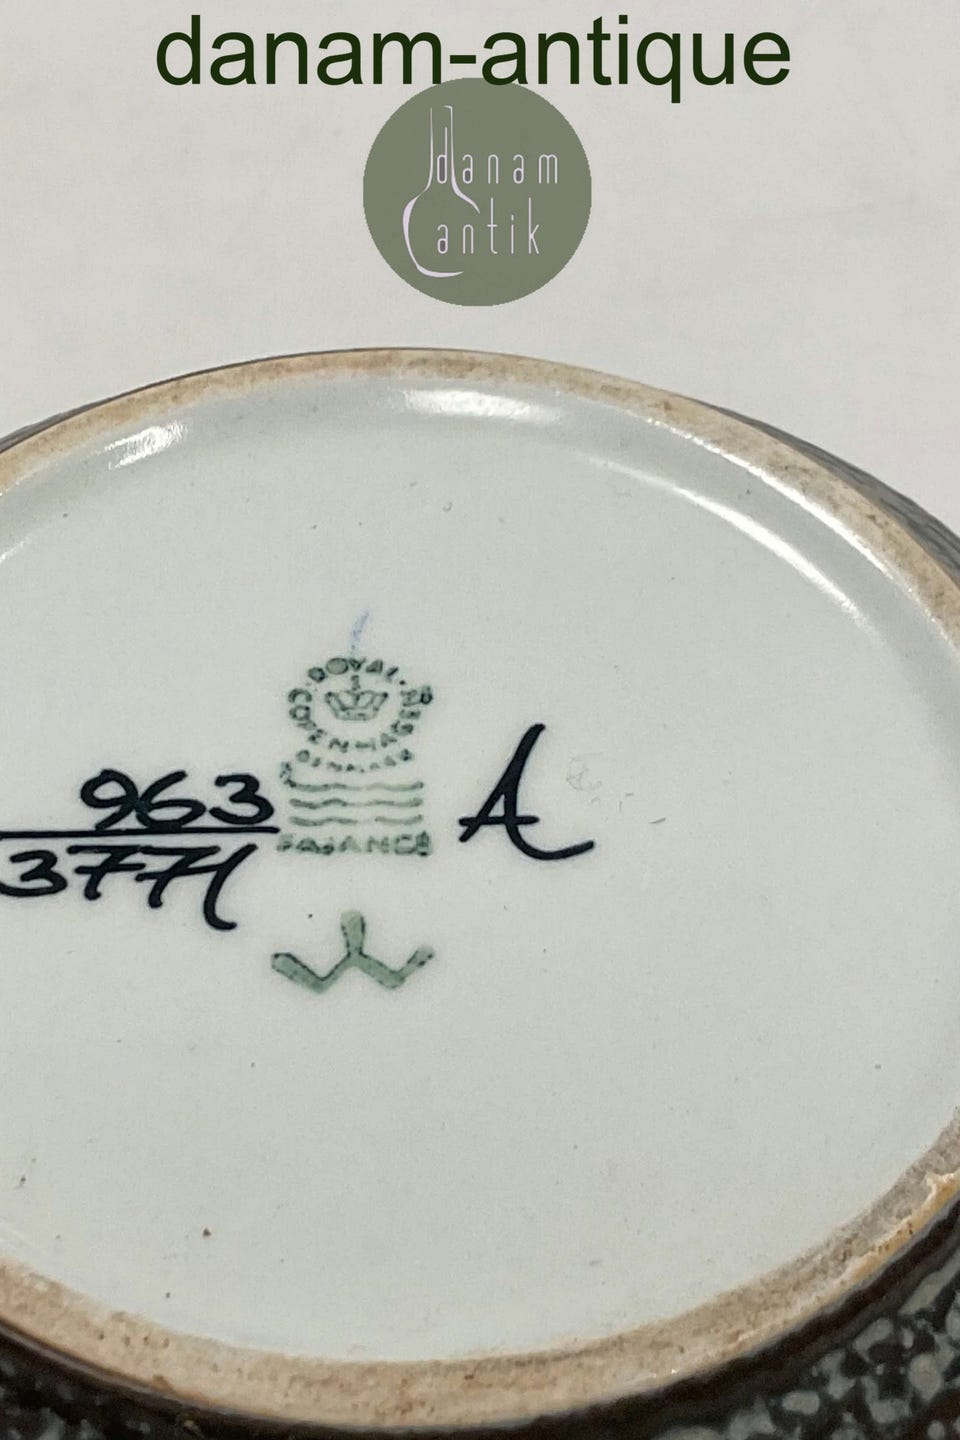 danam-antique
danam
antik
ROYAL
COPENHAGEN
DENMARK
963
3771
FAJANCE
A